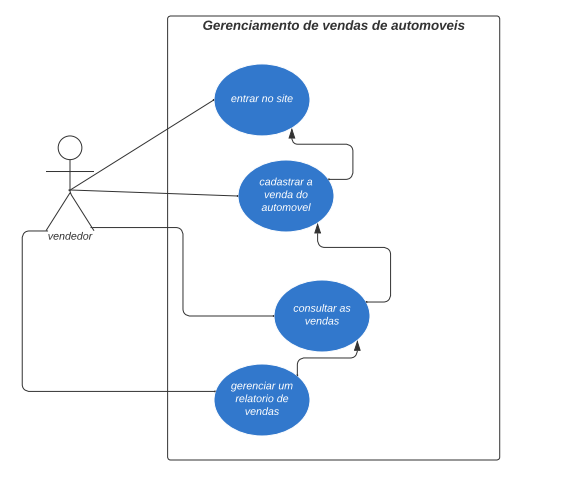 Gerenciamento de vendas de automoveis
entrar no site
cadastrar a
venda do
automovel
vendedor
consultar as
vendas
gerenciar um
relatorio de
vendas